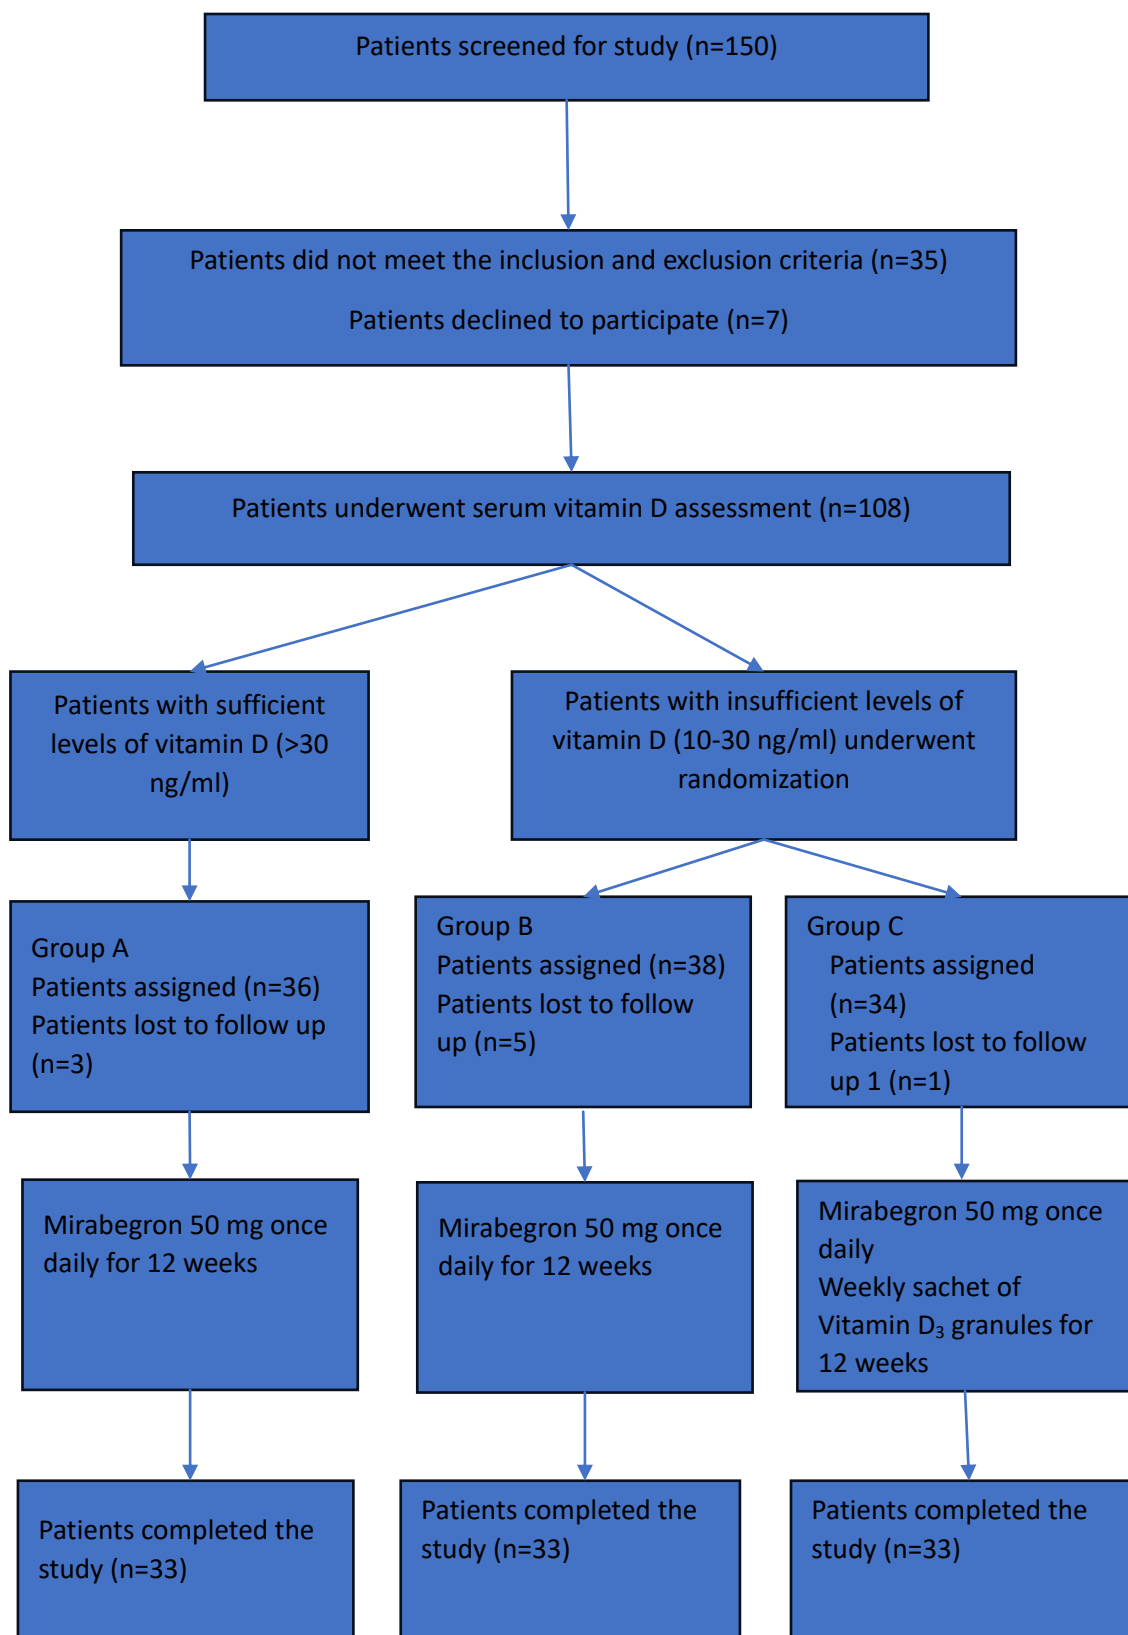 Patients screened for study (n=150)
Patients did not meet the inclusion and exclusion criteria (n=35)
Patients declined to participate (n=7)
Patients underwent serum vitamin D assessment (n=108)
Patients with sufficient
levels of vitamin D (>30
ng/ml)
Patients with insufficient levels of
vitamin D (10-30 ng/ml) underwent
randomization
Group A
Patients assigned (n=36)
Patients lost to follow up
(n=3)
Group B
Patients assigned (n=38)
Patients lost to follow
up (n=5)
Group C
Patients assigned
(n=34)
Patients lost to follow
up 1 (n=1)
Mirabegron 50 mg once
daily for 12 weeks
Mirabegron 50 mg once
daily for 12 weeks
Mirabegron 50 mg once
daily
Weekly sachet of
Vitamin D₃ granules for
12 weeks
Patients completed the
study (n=33)
Patients completed the
study (n=33)
Patients completed the
study (n=33)